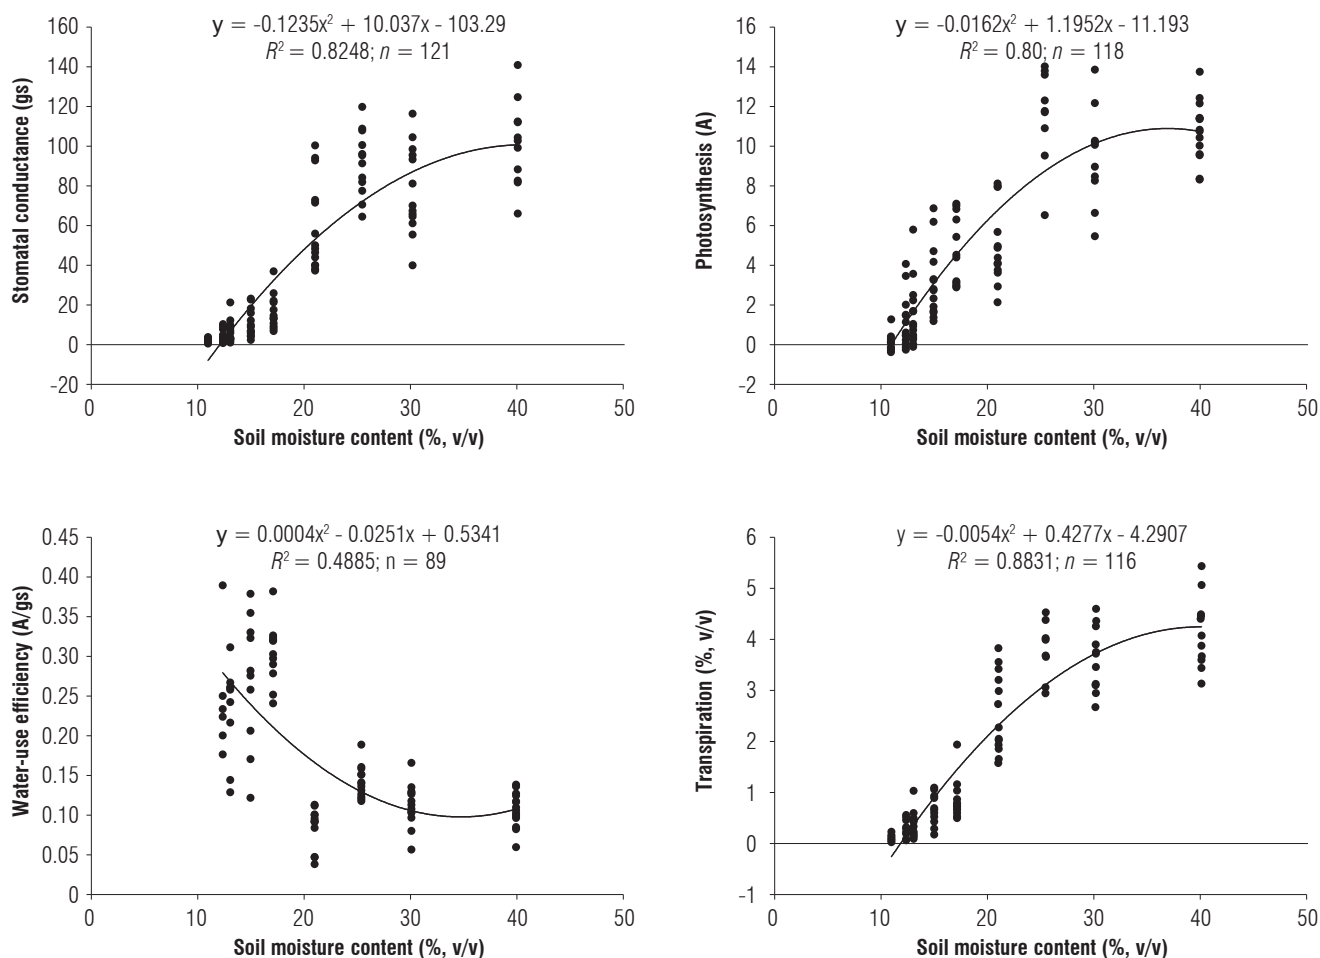 y = -0.1235x² + 10.037x - 103.29
R² = 0.8248; n = 121
Stomatal conductance (gs)
160
140
120
100
80
60
40
20
0
-20
0 10 20 30 40 50
Soil moisture content (%, v/v)
y = -0.0162x² + 1.1952x - 11.193
R² = 0.80; n = 118
Photosynthesis (A)
16
14
12
10
8
6
4
2
0
-2
0 10 20 30 40 50
Soil moisture content (%, v/v)
y = 0.0004x² - 0.0251x + 0.5341
R² = 0.4885; n = 89
Water-use efficiency (A/gs)
0.45
0.40
0.35
0.30
0.25
0.20
0.15
0.10
0.05
0
0 10 20 30 40 50
Soil moisture content (%, v/v)
y = -0.0054x² + 0.4277x - 4.2907
R² = 0.8831; n = 116
Transpiration (%, v/v)
6
5
4
3
2
1
0
-1
0 10 20 30 40 50
Soil moisture content (%, v/v)